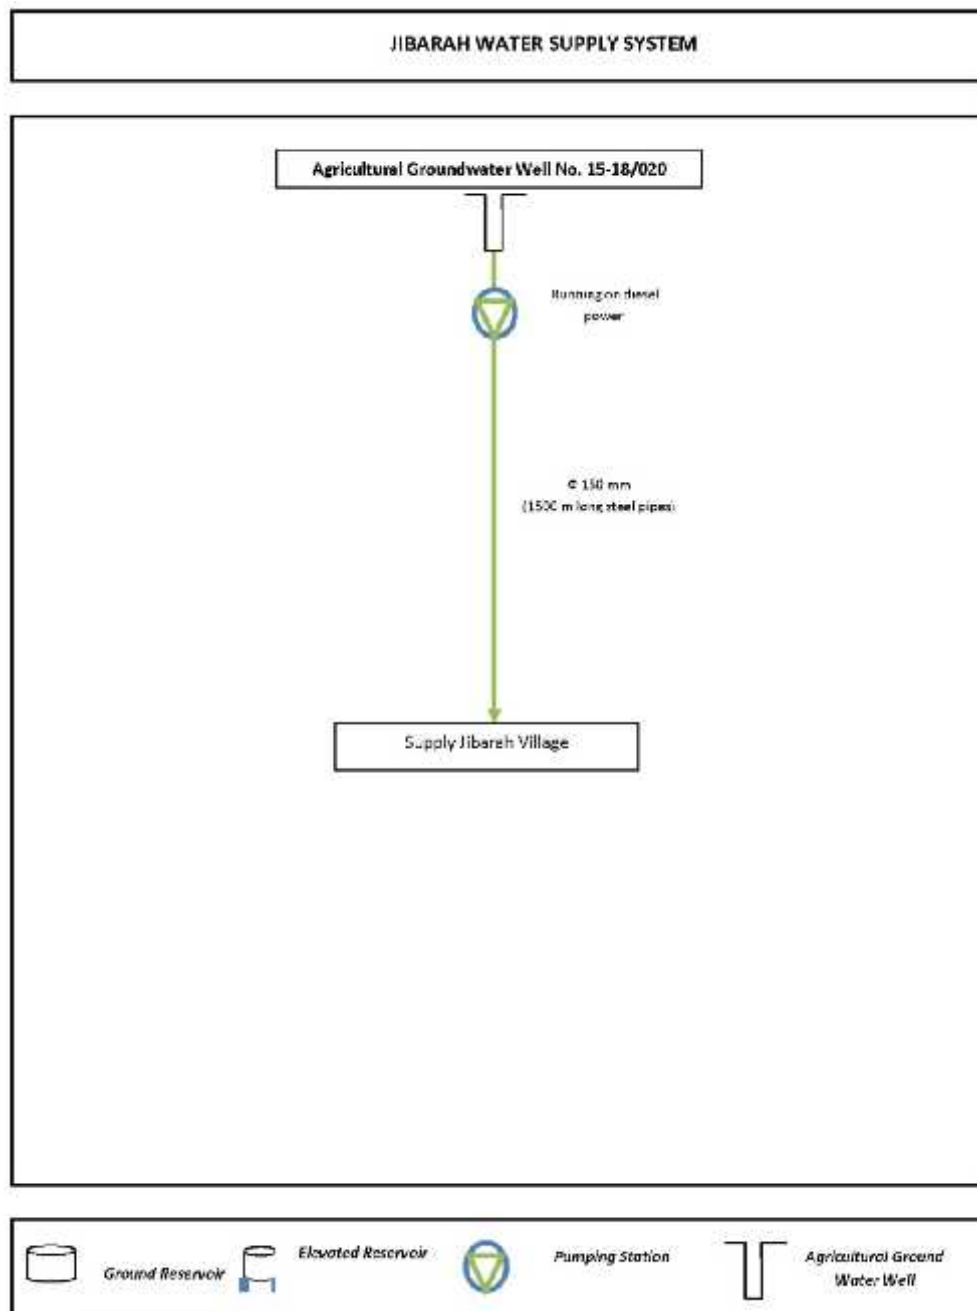 JIBARAH WATER SUPPLY SYSTEM
Agricultural Groundwater Well No. 15-18/020
Running on diesel
power
Φ 150 mm
(1500 m long steel pipes)
Supply Jibarah Village
Elevated Reservoir
Pumping Station
Agricultural Ground
Ground Reservoir
Water Well